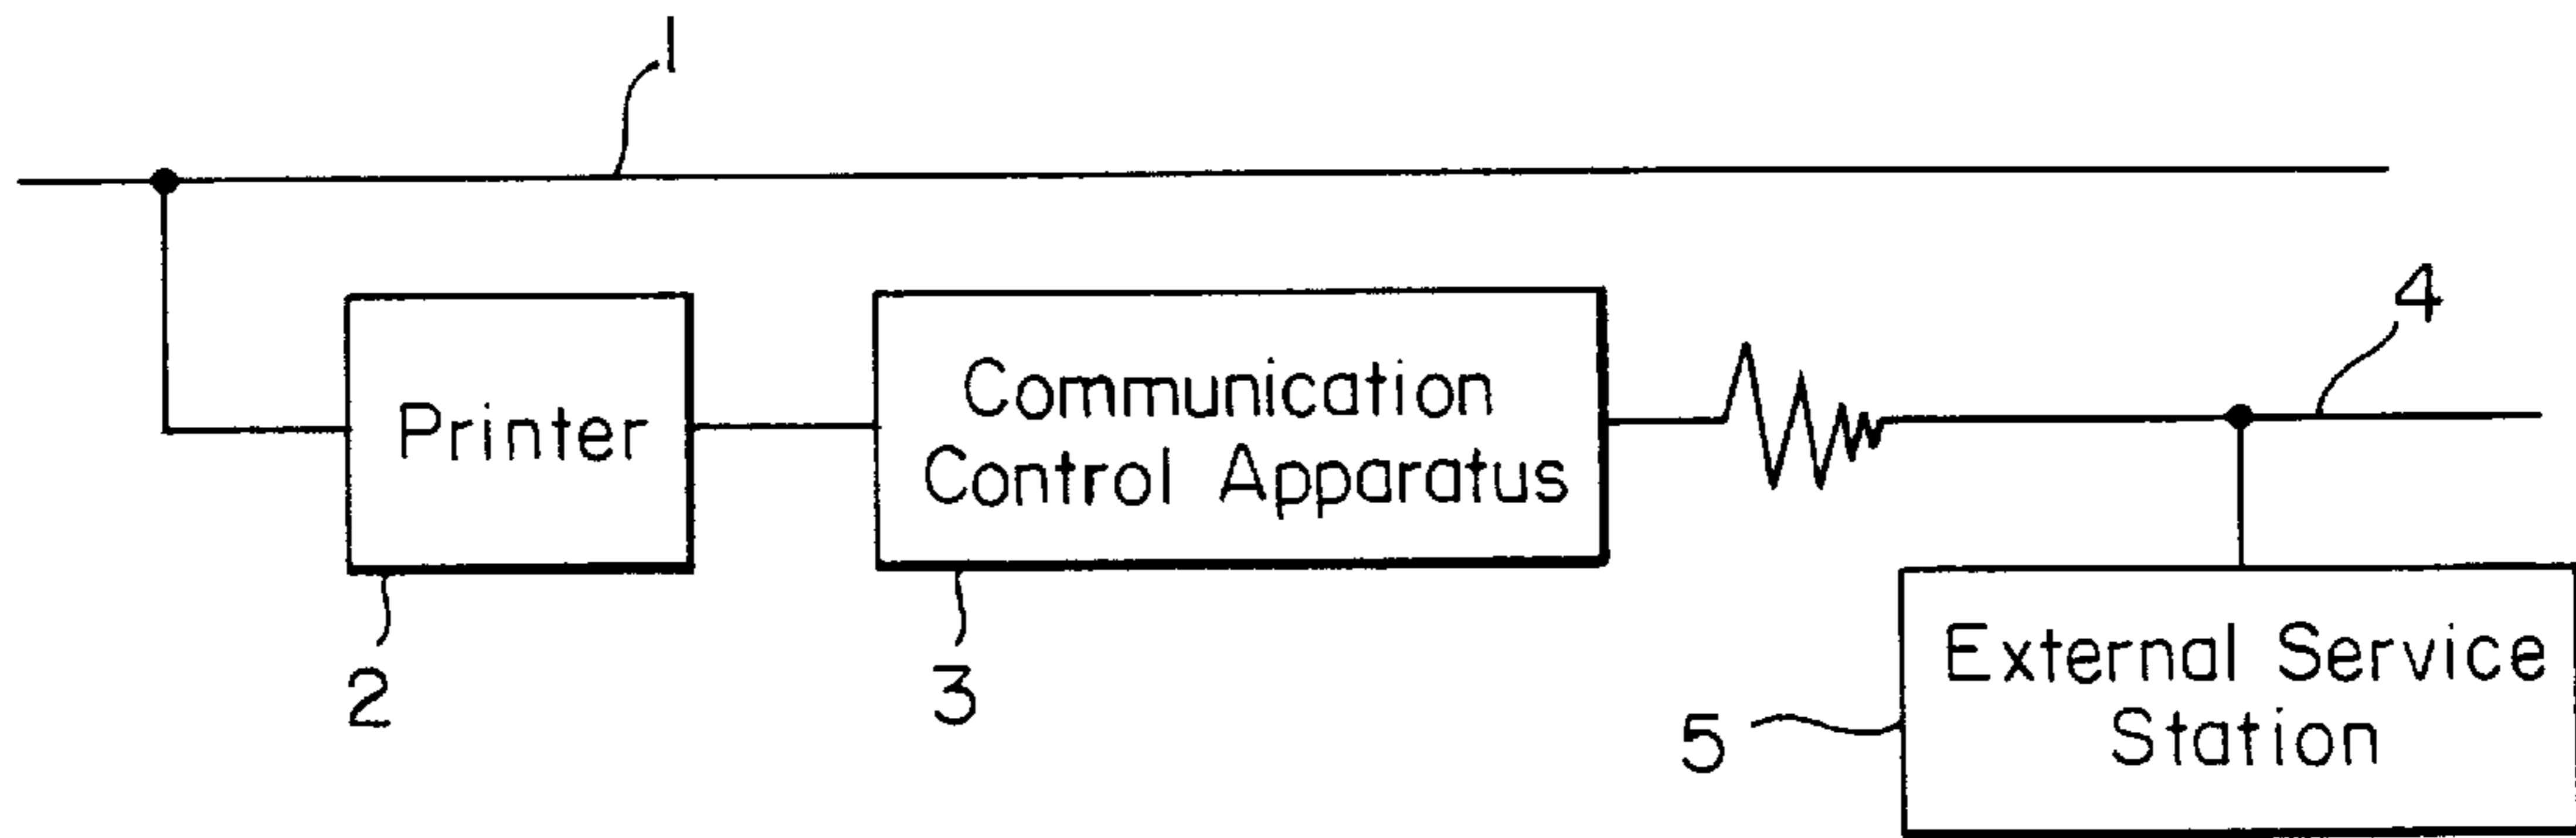 1
4
Printer
Communication
Control Apparatus
2
3
External Service
Station
5